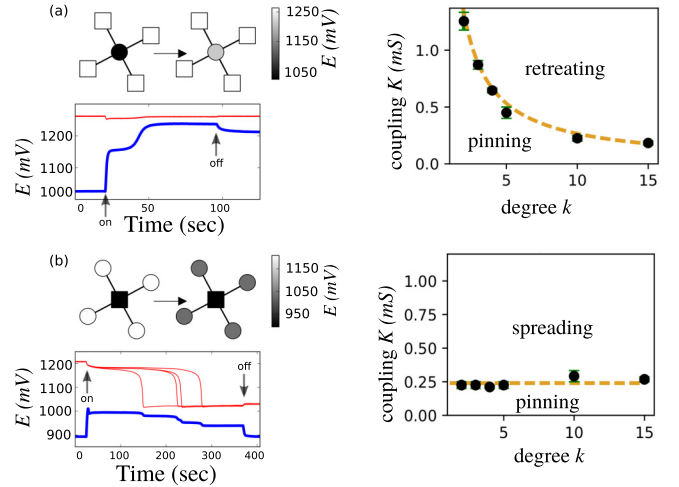 (a)
1250
1150
1050
E (mV)
1200
1100
1000
E (mV)
on
off
0
50
100
Time (sec)
1.0
0.5
0.0
coupling K (mS)
retreating
pinning
5
10
15
degree k
(b)
1150
1050
950
E (mV)
1200
1100
1000
900
E (mV)
on
off
0
100
200
300
400
Time (sec)
1.00
0.75
0.50
0.25
0.00
coupling K (mS)
spreading
pinning
5
10
15
degree k